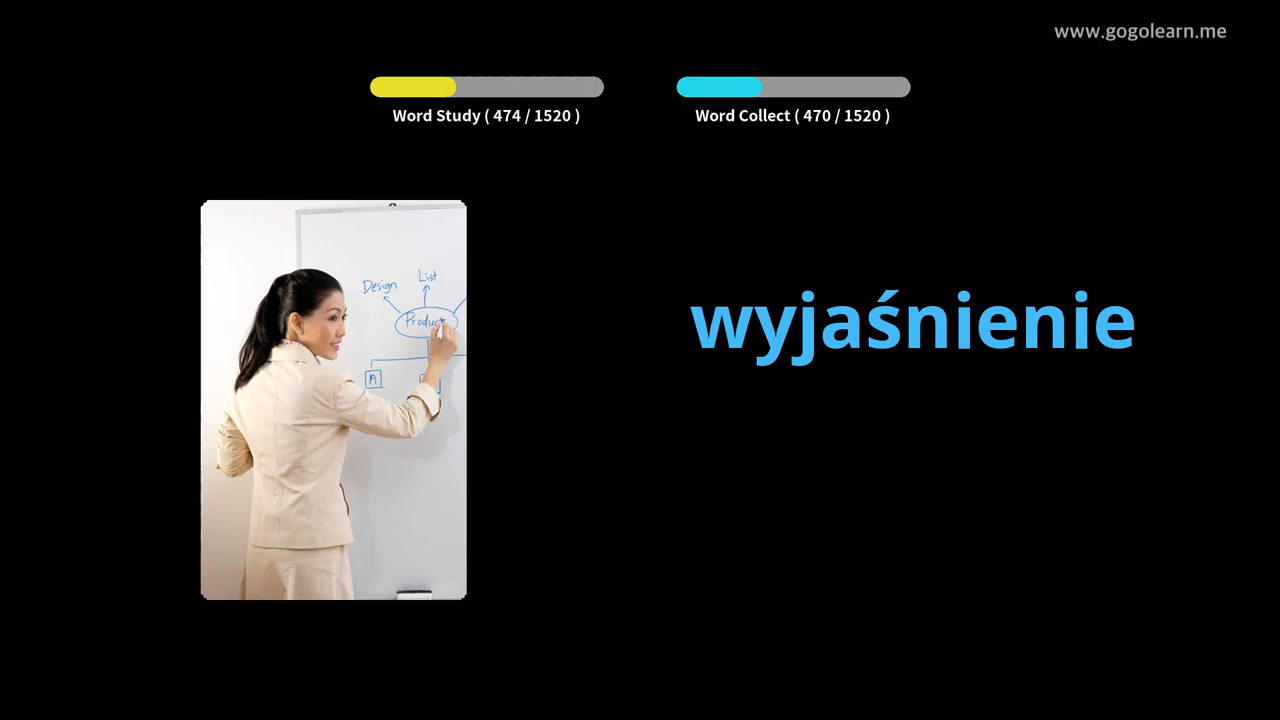 www.gogolearn.me
Word Study ( 474 / 1520 )
Word Collect ( 470 / 1520 )
List
Design
Product
A
wyjaśnienie